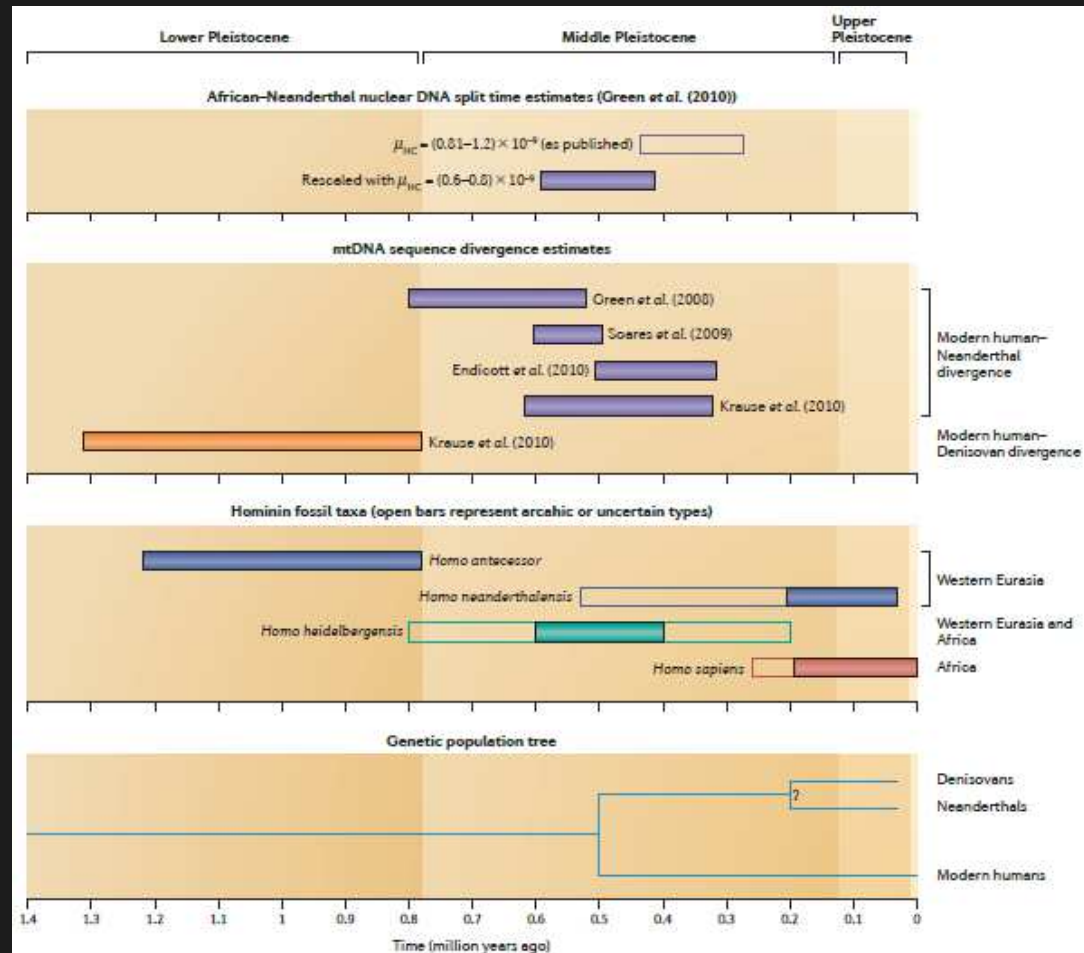 Lower Pleistocene
Middle Pleistocene
Upper
Pleistocene
African–Neanderthal nuclear DNA split time estimates (Green et al. (2010))
μHC = (0.81–1.2) × 10⁻⁹ (as published)
Rescaled with μHC = (0.6–0.8) × 10⁻⁹
mtDNA sequence divergence estimates
Green et al. (2008)
Soares et al. (2009)
Endicott et al. (2010)
Krause et al. (2010)
Modern human–
Neanderthal
divergence
Krause et al. (2010)
Modern human–
Denisovan divergence
Hominin fossil taxa (open bars represent arcahic or uncertain types)
Homo antecessor
Homo neanderthalensis
Western Eurasia
Homo heidelbergensis
Western Eurasia and
Africa
Homo sapiens
Africa
Genetic population tree
Denisovans
?
Neanderthals
Modern humans
1.4 1.3 1.2 1.1 1 0.9 0.8 0.7 0.6 0.5 0.4 0.3 0.2 0.1 0
Time (million years ago)